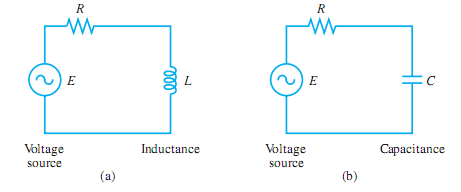 R
E
L
Voltage
source
Inductance
(a)
R
E
C
Voltage
source
Capacitance
(b)